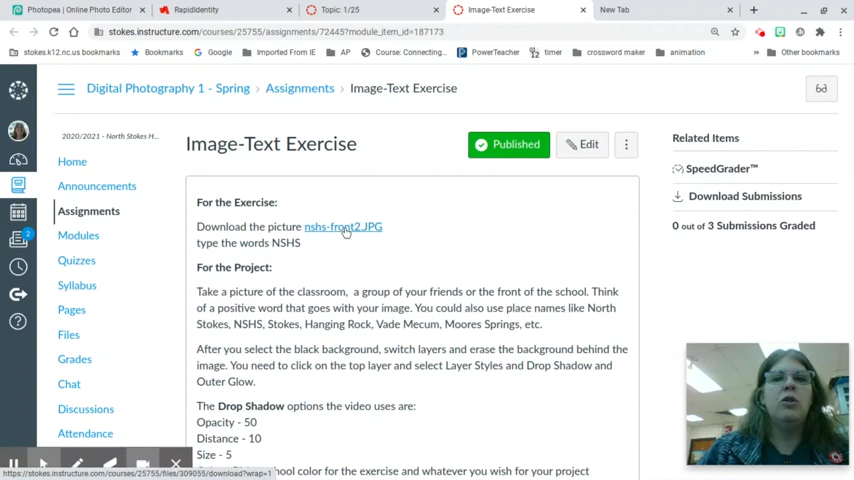 Photopea | Online Photo Editor
RapidIdentity
Topic: 1/25
Image-Text Exercise
New Tab
stokes.instructure.com/courses/25755/assignments/72445?module_item_id=187173
stokes.k12.nc.us bookmarks
Bookmarks
Google
Imported From IE
AP
Course: Connecting...
PowerTeacher
timer
crossword maker
animation
»
Other bookmarks
Digital Photography 1 - Spring > Assignments > Image-Text Exercise
2020/2021 - North Stokes H...
Home
Announcements
Assignments
Modules
Quizzes
Syllabus
Pages
Files
Grades
Chat
Discussions
Attendance
2
Image-Text Exercise
Published
Edit
For the Exercise:
Download the picture nshs-front2.JPG
type the words NSHS
For the Project:
Take a picture of the classroom, a group of your friends or the front of the school. Think
of a positive word that goes with your image. You could also use place names like North
Stokes, NSHS, Stokes, Hanging Rock, Vade Mecum, Moores Springs, etc.
After you select the black background, switch layers and erase the background behind the
image. You need to click on the top layer and select Layer Styles and Drop Shadow and
Outer Glow.
The Drop Shadow options the video uses are:
Opacity - 50
Distance - 10
Size - 5
hool color for the exercise and whatever you wish for your project
Related Items
SpeedGrader™
Download Submissions
0 out of 3 Submissions Graded
https://stokes.instructure.com/courses/25755/files/309055/download?wrap=1